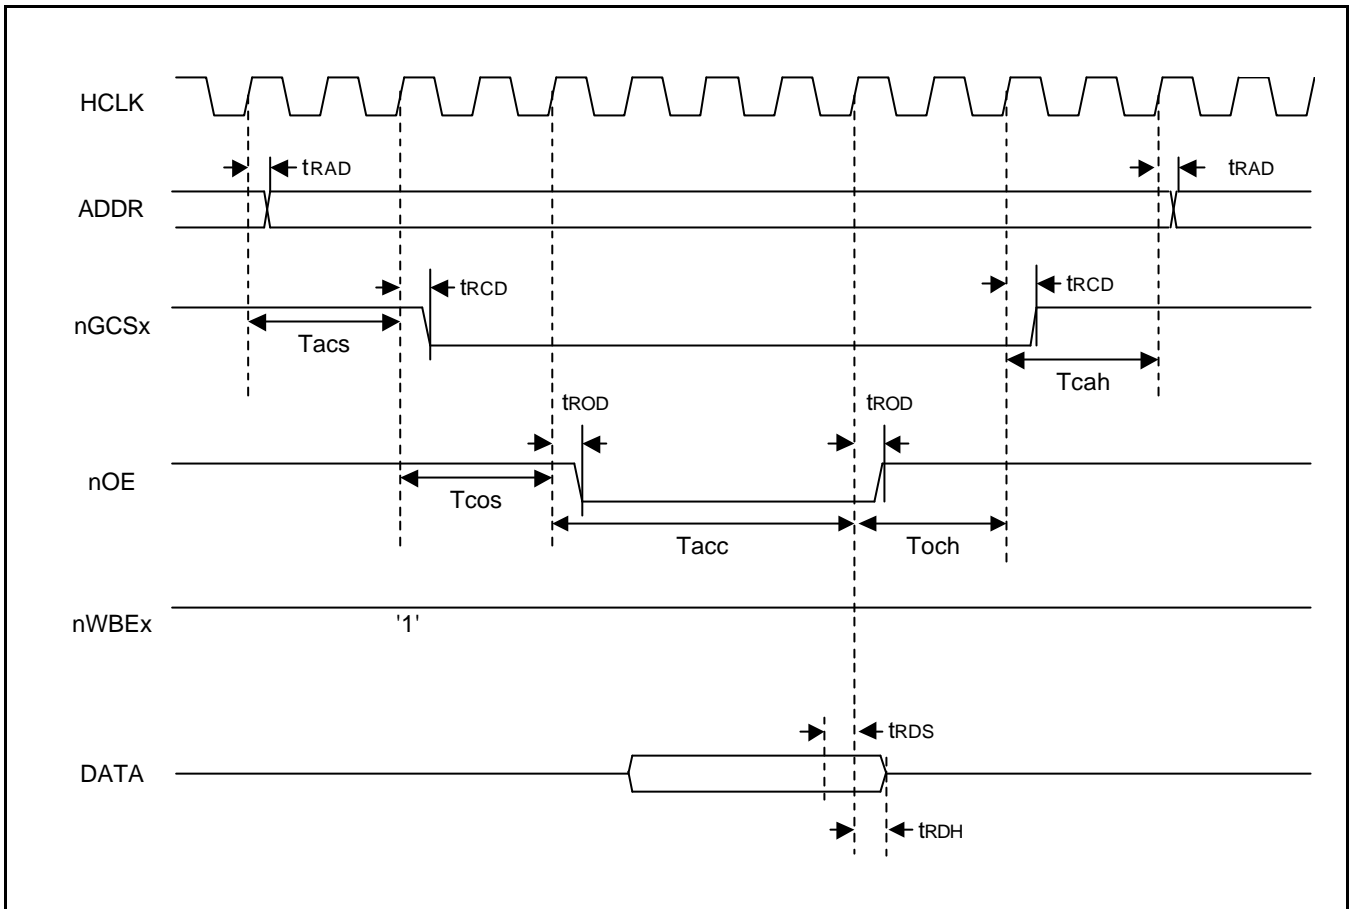 HCLK
tRAD
tRAD
ADDR
tRCD
tRCD
nGCSx
Tacs
Tcah
tROD
tROD
nOE
Tcos
Tacc
Toch
nWBEx
'1'
tRDS
DATA
tRDH